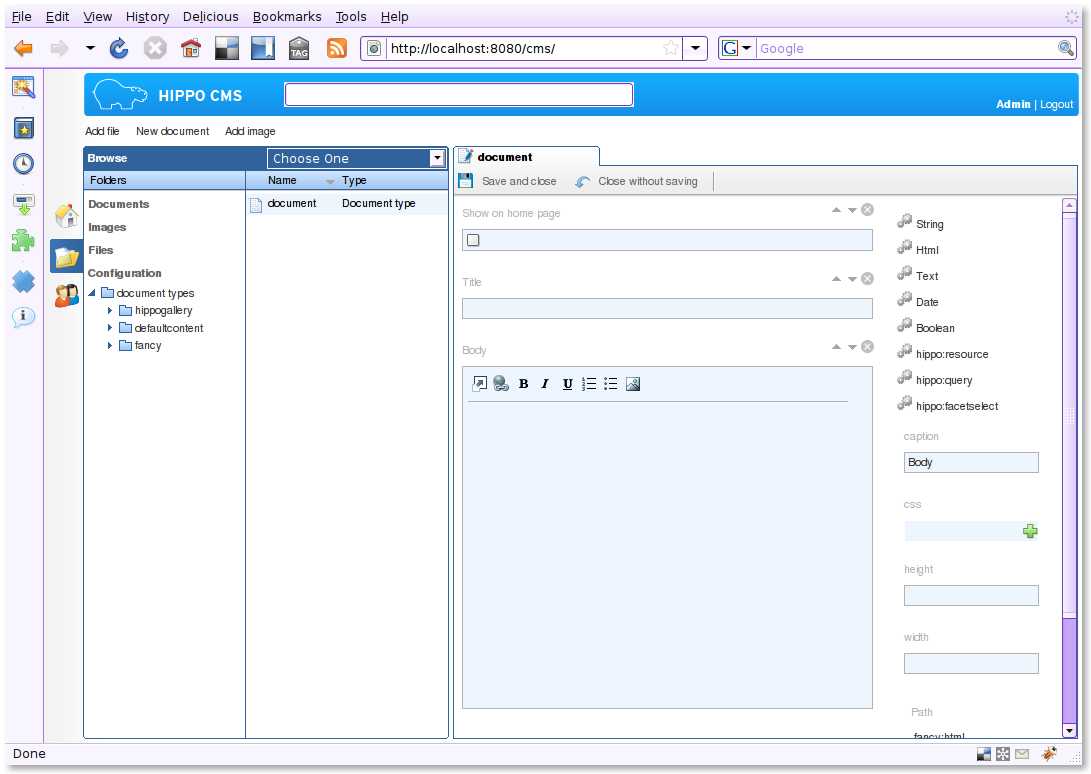 File Edit View History Delicious Bookmarks Tools Help
TAG http://localhost:8080/cms/ G Google
HIPPO CMS
Admin | Logout
Add file New document Add image
Browse Choose One
Folders Name Type
document Document type
Documents
Images
Files
Configuration
document types
hippogallery
defaultcontent
fancy
document
Save and close Close without saving
Show on home page
Title
Body
B I U
String
Html
Text
Date
Boolean
hippo:resource
hippo:query
hippo:facetselect
caption
Body
css
height
width
Path
fancy:html
Done